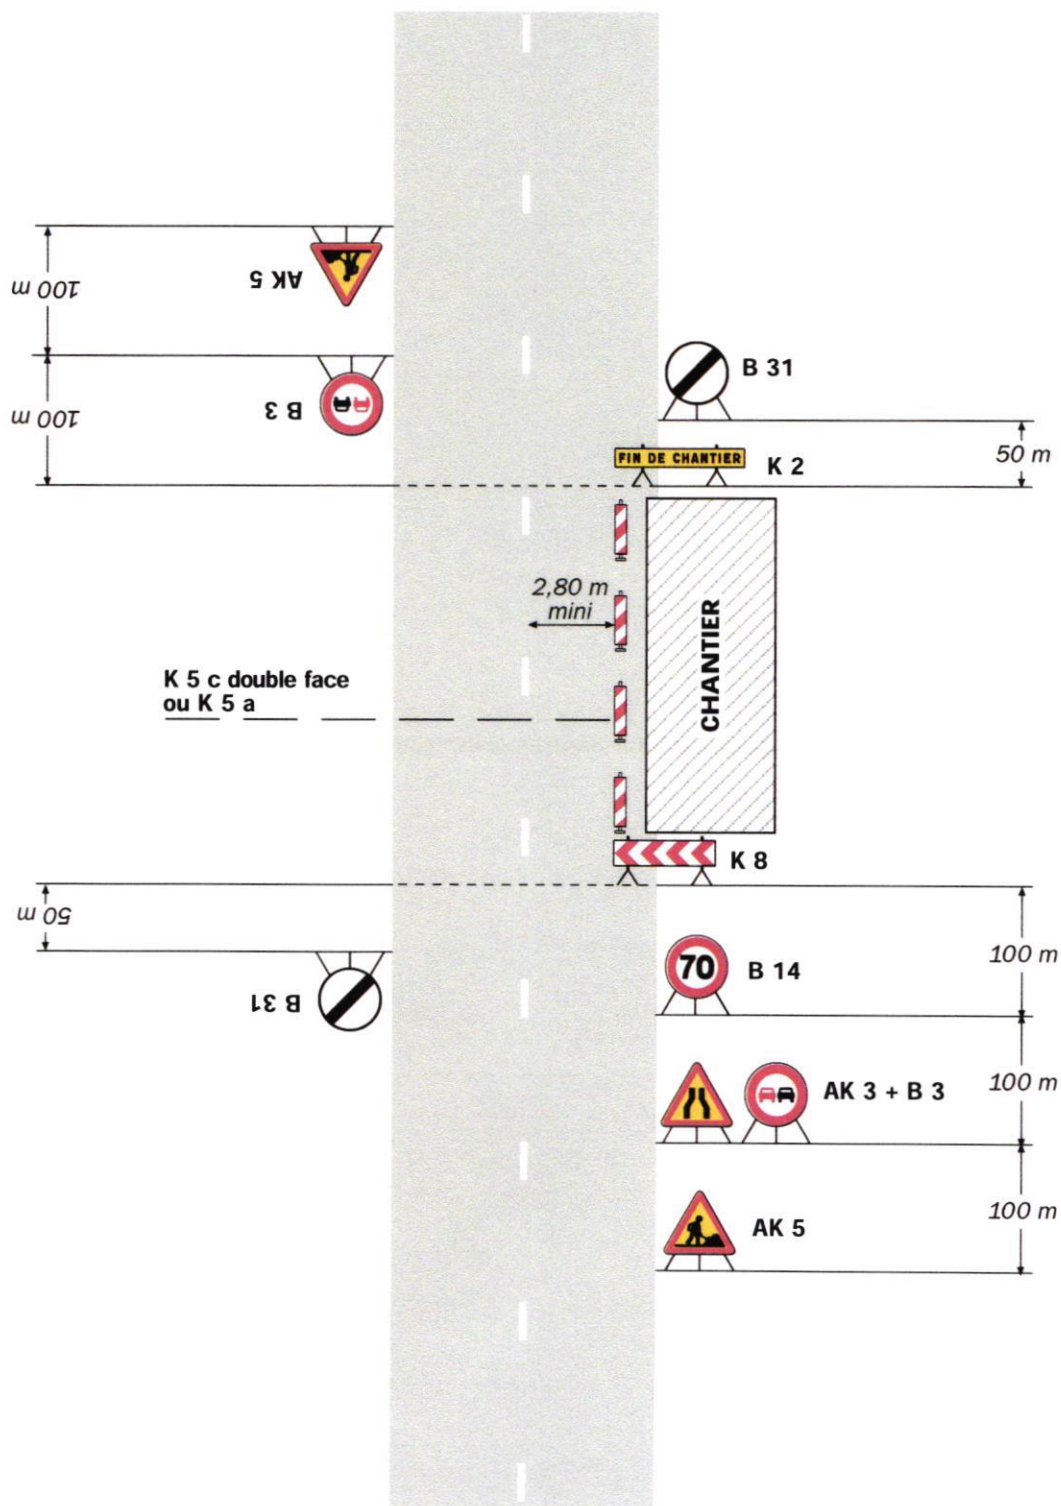 100 m
AK 5
100 m
B 3
B 31
FIN DE CHANTIER
K 2
50 m
2,80 m
mini
CHANTIER
K 5 c double face
ou K 5 a
K 8
50 m
B 31
70
B 14
100 m
AK 3 + B 3
100 m
AK 5
100 m